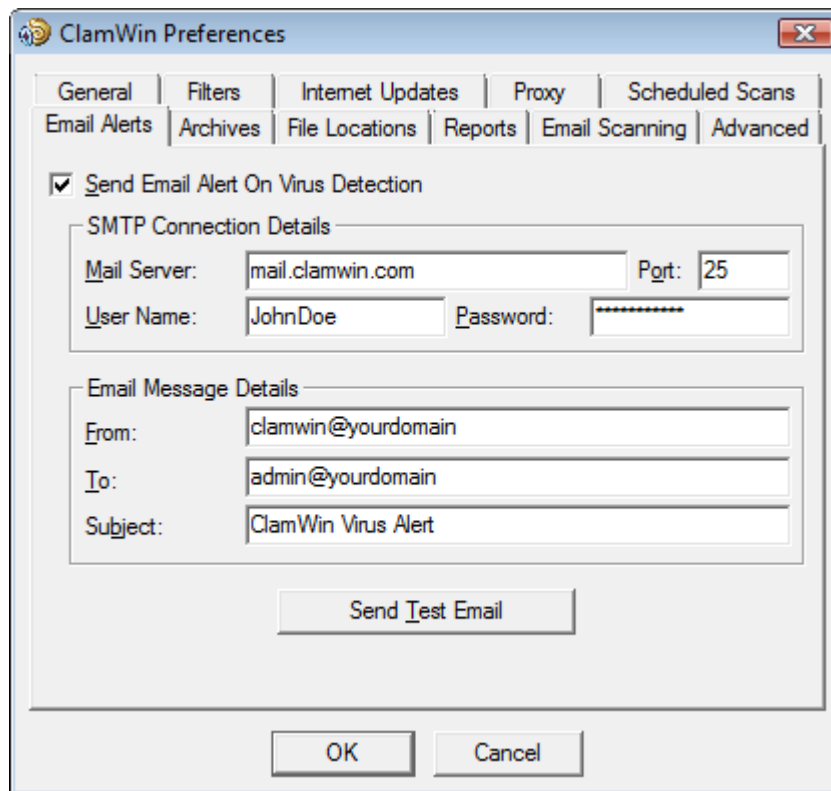 ClamWin Preferences
General Filters Internet Updates Proxy Scheduled Scans
Email Alerts Archives File Locations Reports Email Scanning Advanced
Send Email Alert On Virus Detection
SMTP Connection Details
Mail Server: mail.clamwin.com Port: 25
User Name: JohnDoe Password: ***********
Email Message Details
From: clamwin@yourdomain
To: admin@yourdomain
Subject: ClamWin Virus Alert
Send Test Email
OK Cancel